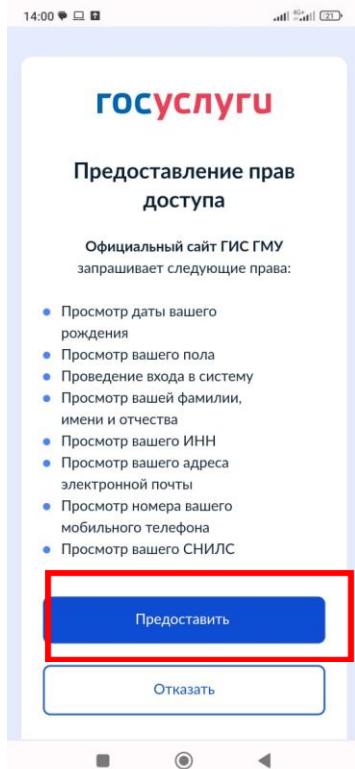 14:00
4G+
21
госуслуги
Предоставление прав
доступа
Официальный сайт ГИС ГМУ
запрашивает следующие права:
Просмотр даты вашего
рождения
Просмотр вашего пола
Проведение входа в систему
Просмотр вашей фамилии,
имени и отчества
Просмотр вашего ИНН
Просмотр вашего адреса
электронной почты
Просмотр номера вашего
мобильного телефона
Просмотр вашего СНИЛС
Предоставить
Отказать